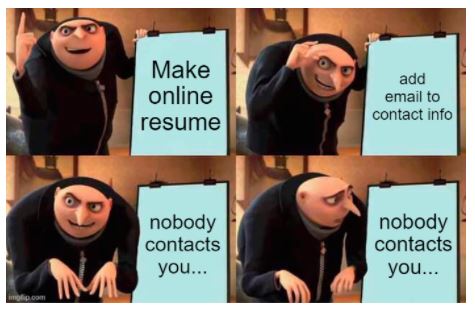 Make
online
resume
add
email to
contact info
nobody
contacts
you...
nobody
contacts
you...
imgflip.com